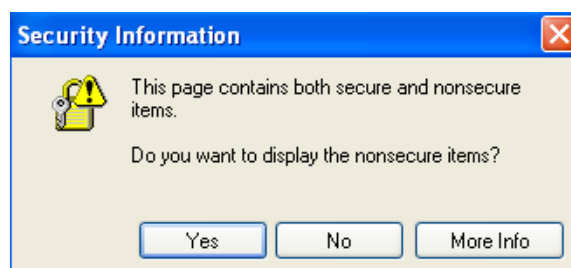 Security Information
This page contains both secure and nonsecure
items.
Do you want to display the nonsecure items?
Yes No More Info